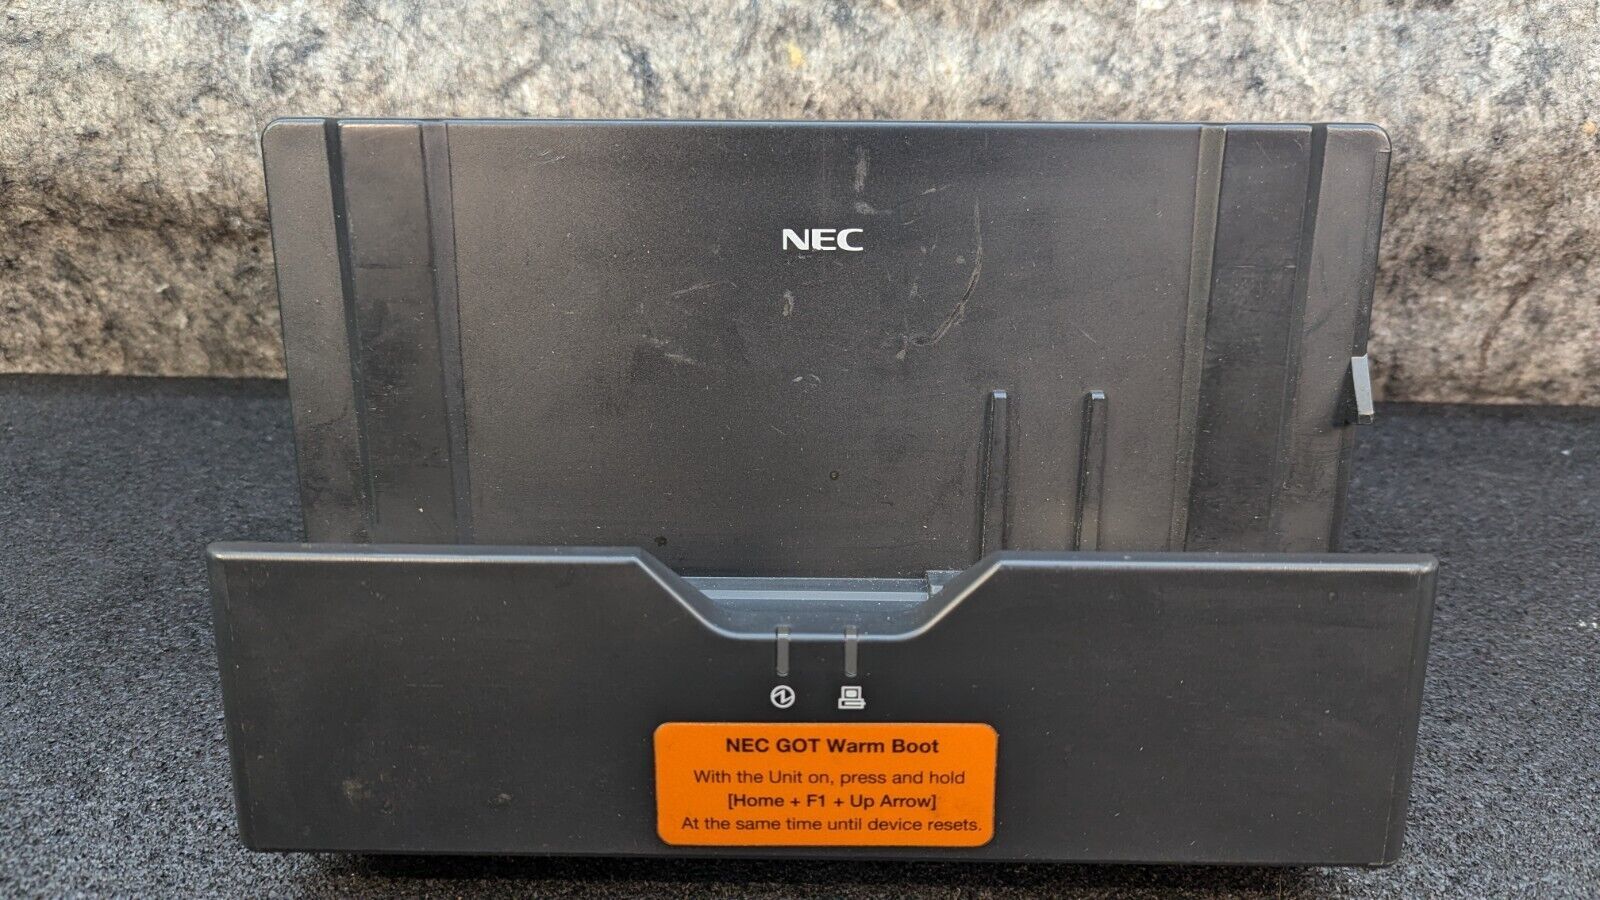 NEC
NEC GOT Warm Boot
With the Unit on, press and hold
[Home + F1 + Up Arrow]
At the same time until device resets.